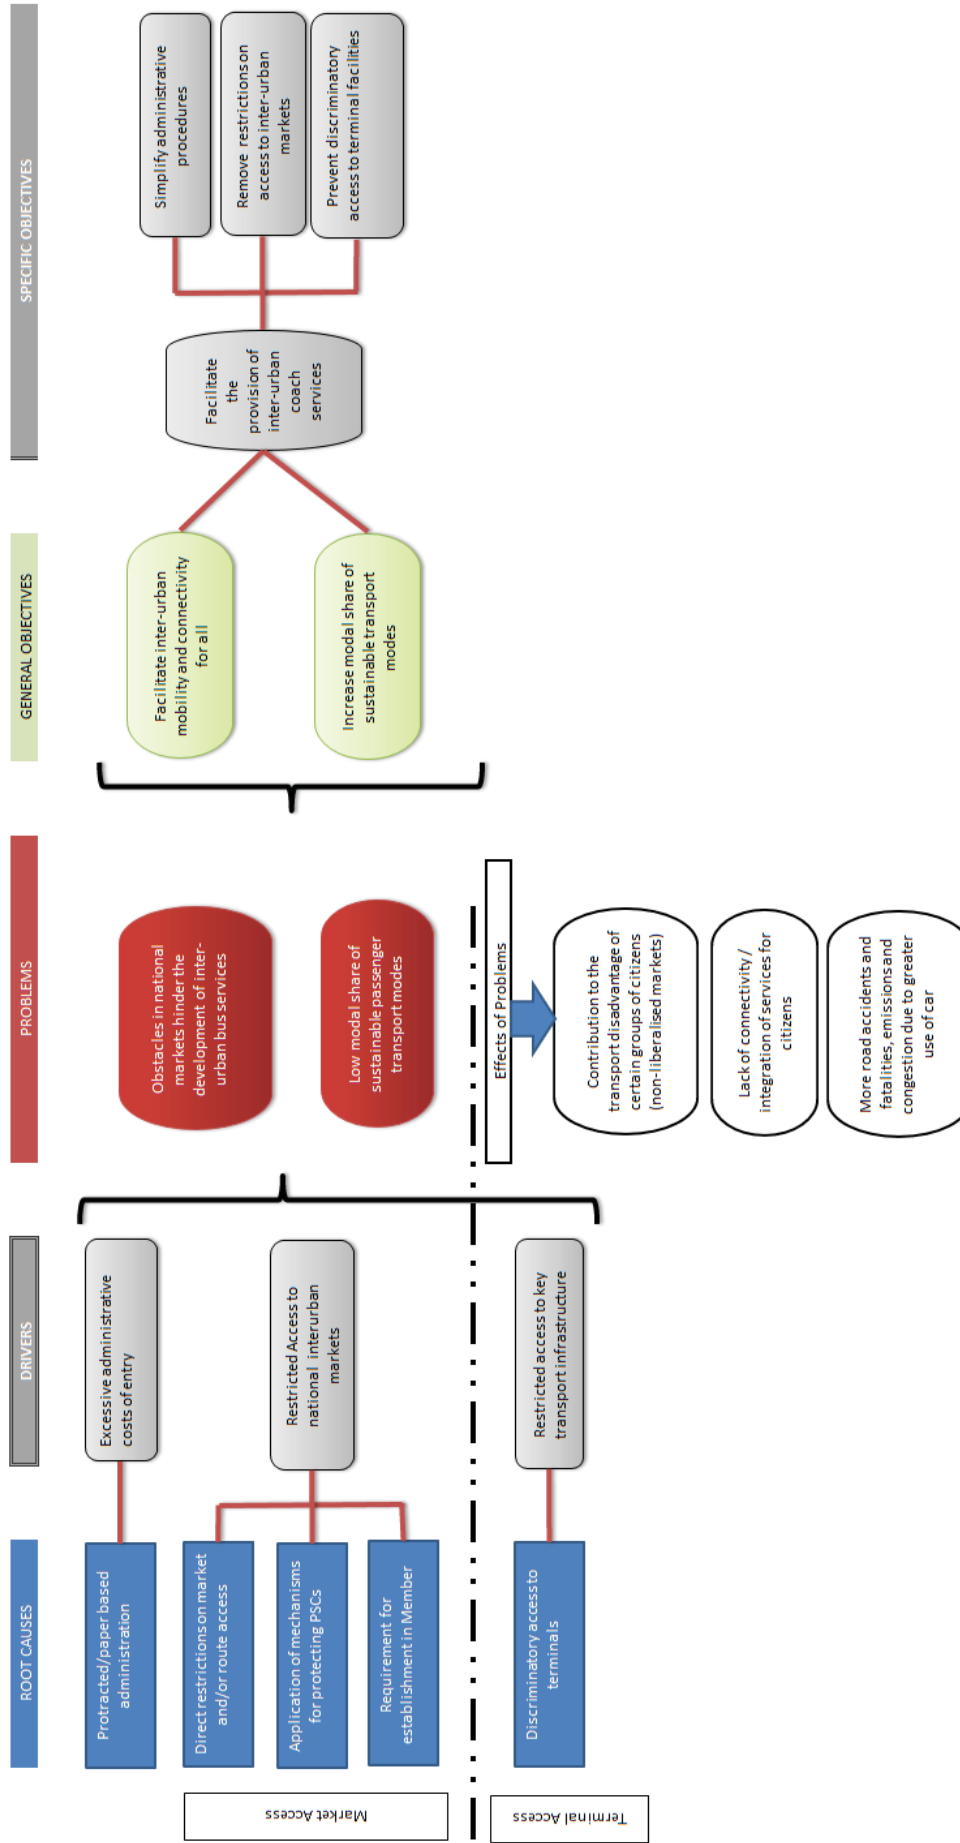 ROOT CAUSES
DRIVERS
PROBLEMS
GENERAL OBJECTIVES
SPECIFIC OBJECTIVES
Market Access
Terminal Access
Protracted/paper based
administration
Direct restrictions on market
and/or route access
Application of mechanisms
for protecting PSCs
Requirement for
establishment in Member
Discriminatory access to
terminals
Excessive administrative
costs of entry
Restricted Access to
national interurban
markets
Restricted access to key
transport infrastructure
Obstacles in national
markets hinder the
development of inter-
urban bus services
Low modal share of
sustainable passenger
transport modes
Effects of Problems
Contribution to the
transport disadvantage of
certain groups of citizens
(non-liberalised markets)
Lack of connectivity /
integration of services for
citizens
More road accidents and
fatalities, emissions and
congestion due to greater
use of car
Facilitate inter-urban
mobility and connectivity
for all
Increase modal share of
sustainable transport
modes
Facilitate
the
provision of
inter-urban
coach
services
Simplify administrative
procedures
Remove restrictions on
access to inter-urban
markets
Prevent discriminatory
access to terminal facilities